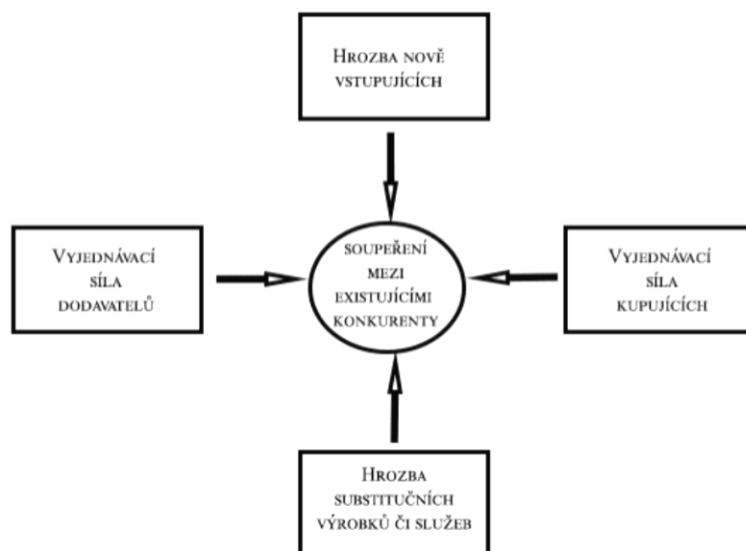 Hrozba nově
vstupujících
Vyjednávací
síla
dodavatelů
soupeření
mezi
existujícími
konkurenty
Vyjednávací
síla
kupujících
Hrozba
substitučních
výrobků či služeb